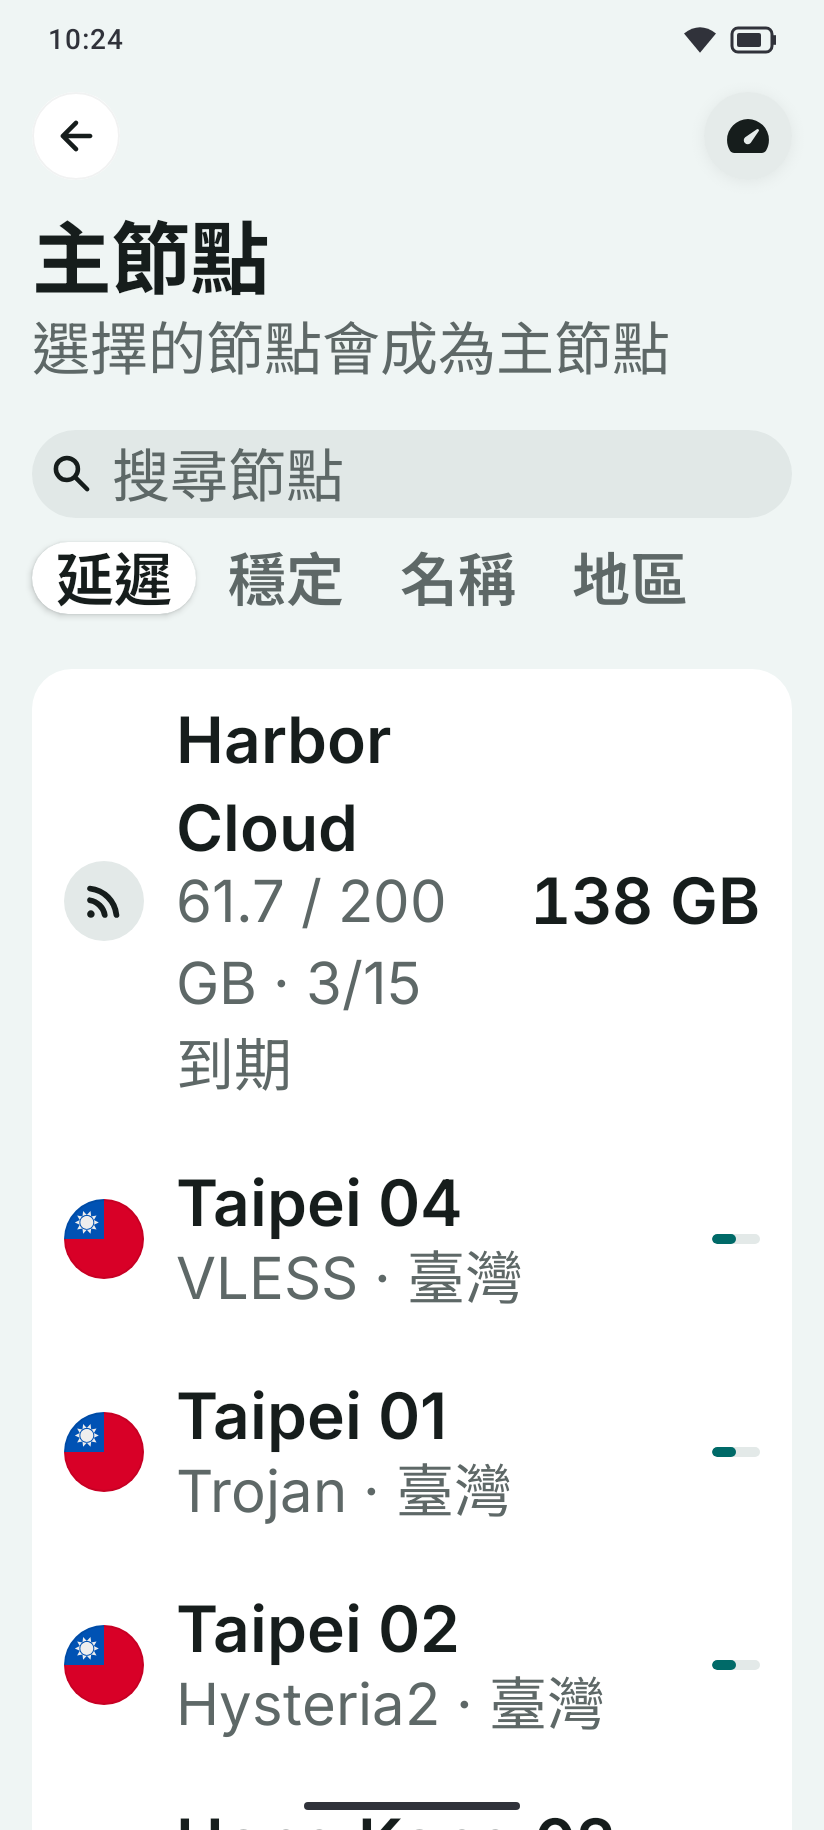 10:24
主節點
選擇的節點會成為主節點
搜尋節點
延遲 穩定 名稱 地區
Harbor
Cloud
61.7 / 200
GB · 3/15
到期
138 GB
Taipei 04
VLESS · 臺灣
Taipei 01
Trojan · 臺灣
Taipei 02
Hysteria2 · 臺灣